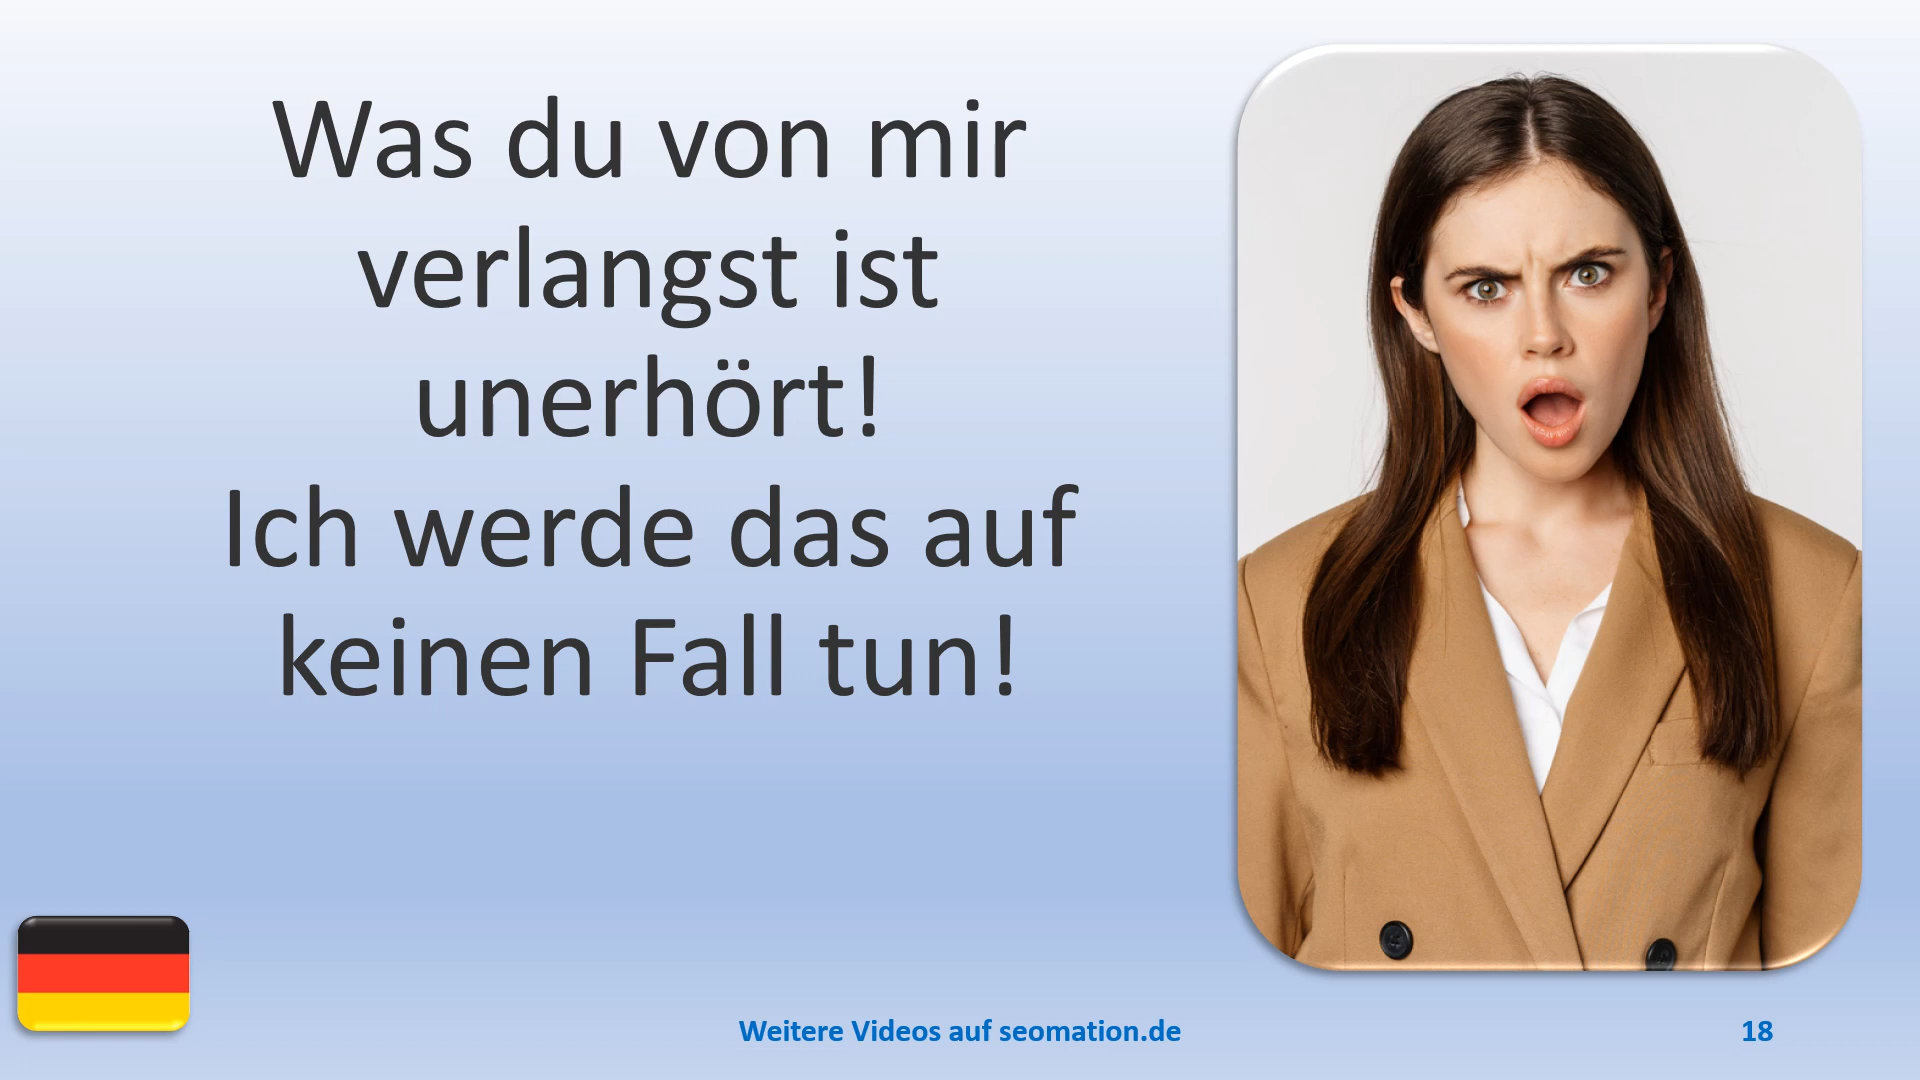 Was du von mir
verlangst ist
unerhört!
Ich werde das auf
keinen Fall tun!
Weitere Videos auf seomation.de
18